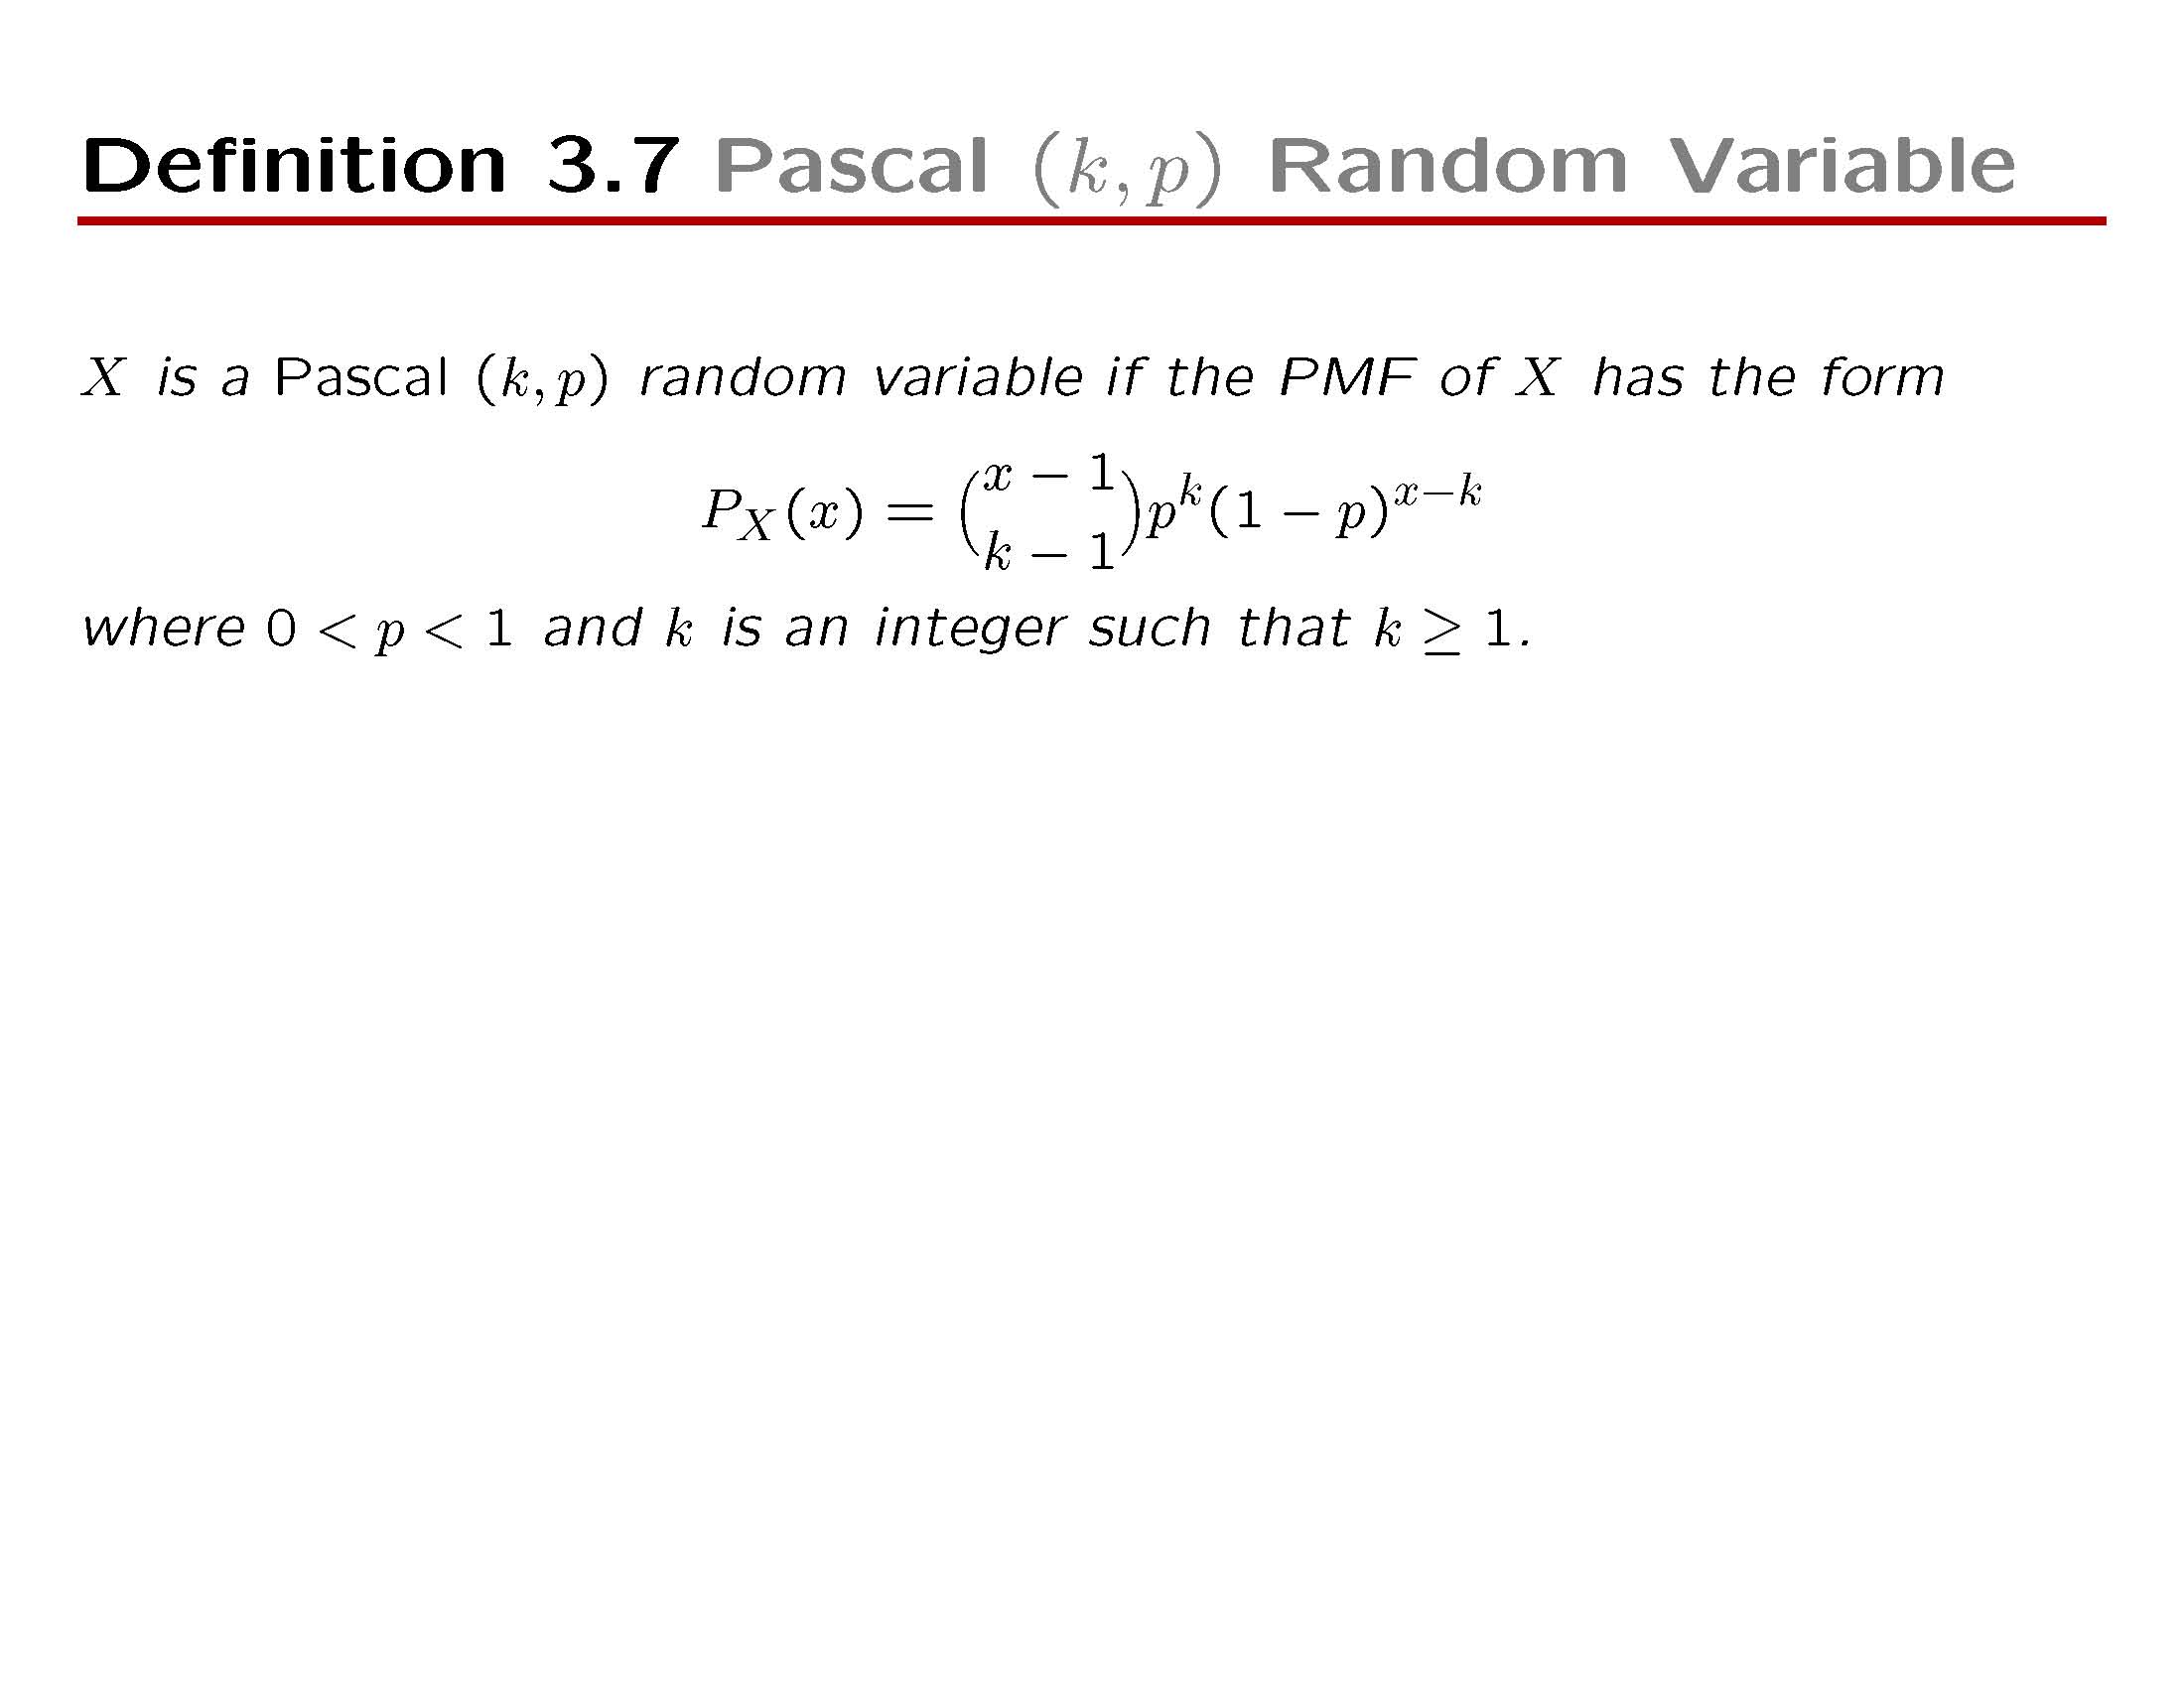 Definition 3.7 Pascal (k, p) Random Variable
X is a Pascal (k, p) random variable if the PMF of X has the form
P_X(x) = \binom{x − 1}{k − 1} p^k (1 − p)^{x−k}
where 0 < p < 1 and k is an integer such that k ≥ 1.